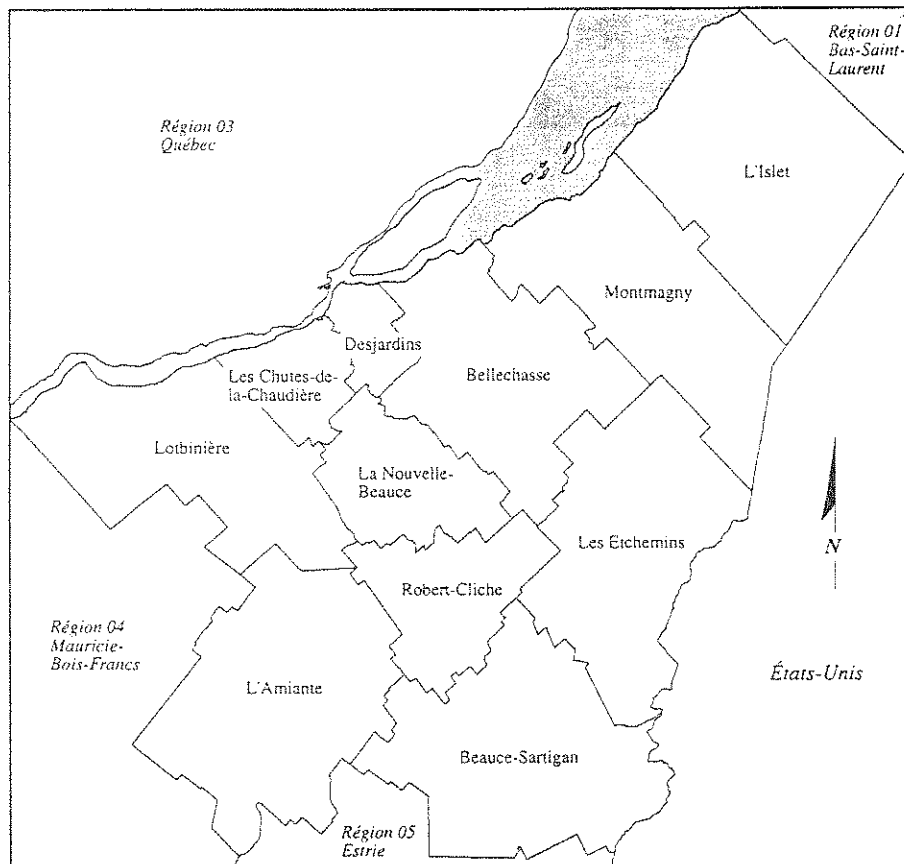 Région 01
Bas-Saint-
Laurent
Région 03
Québec
L'Islet
Montmagny
Desjardins
Bellechasse
Les Chutes-de-
la-Chaudière
Lotbinière
La Nouvelle-
Beauce
Les Etchemins
N
Robert-Cliche
Région 04
Mauricie-
Bois-Francs
États-Unis
L'Amiante
Beauce-Sartigan
Région 05
Estrie